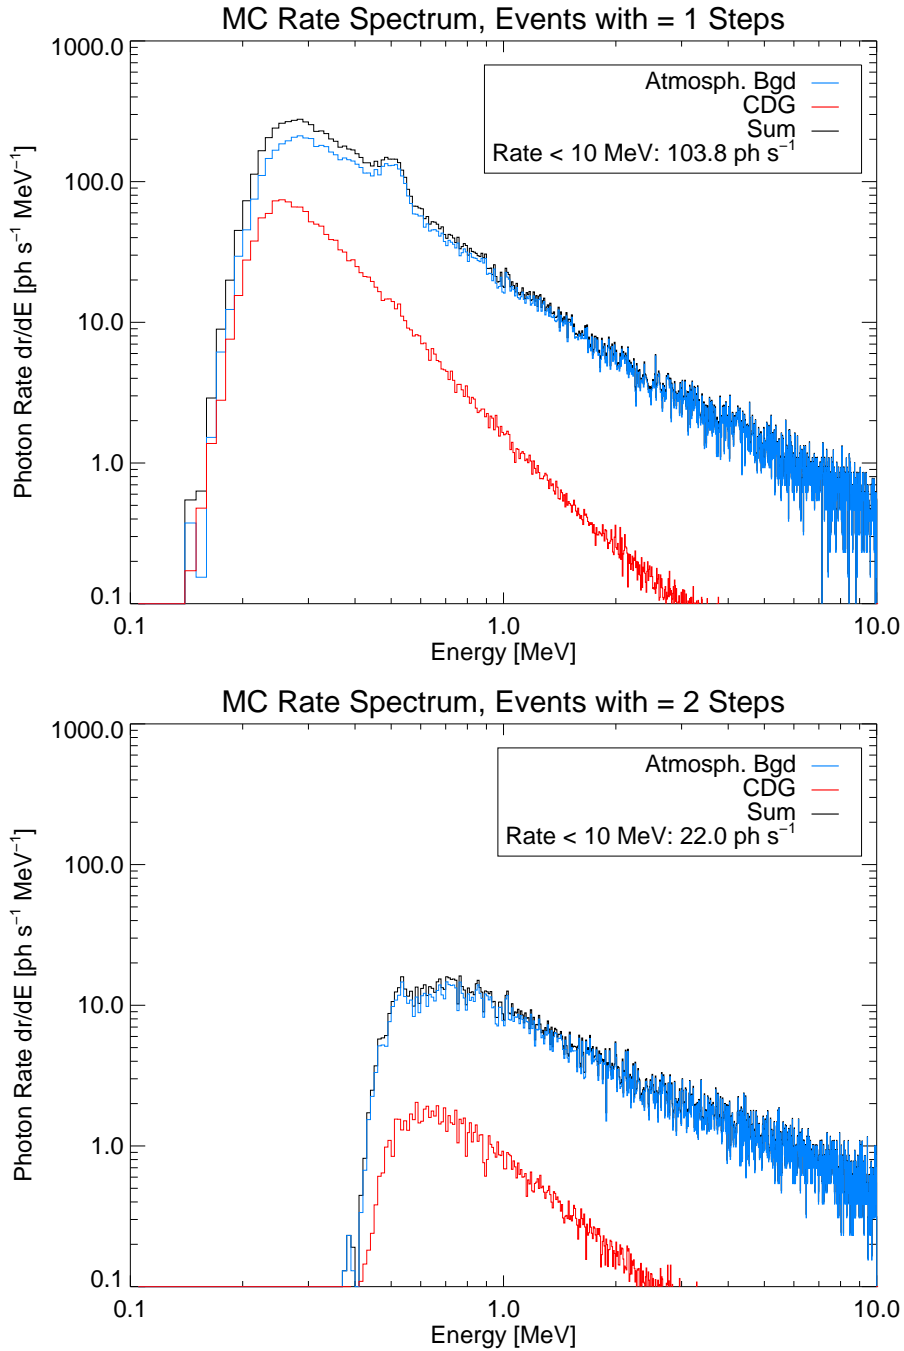 MC Rate Spectrum, Events with = 1 Steps
1000.0
100.0
10.0
1.0
0.1
Photon Rate dr/dE [ph s⁻¹ MeV⁻¹]
Atmosph. Bgd
CDG
Sum
Rate < 10 MeV: 103.8 ph s⁻¹
0.1 1.0 10.0
Energy [MeV]
MC Rate Spectrum, Events with = 2 Steps
1000.0
100.0
10.0
1.0
0.1
Photon Rate dr/dE [ph s⁻¹ MeV⁻¹]
Atmosph. Bgd
CDG
Sum
Rate < 10 MeV: 22.0 ph s⁻¹
0.1 1.0 10.0
Energy [MeV]